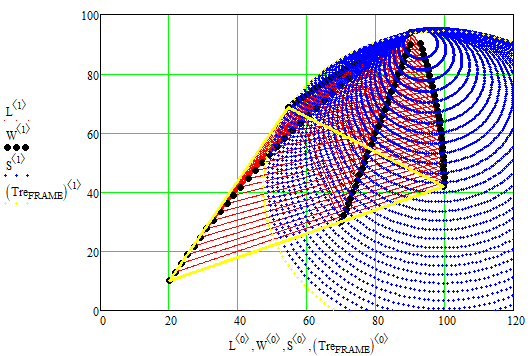 100
80
60
40
20
0
L⟨1⟩
W⟨1⟩
S⟨1⟩
(Tre_FRAME)⟨1⟩
0 20 40 60 80 100 120
L⟨0⟩, W⟨0⟩, S⟨0⟩, (Tre_FRAME)⟨0⟩